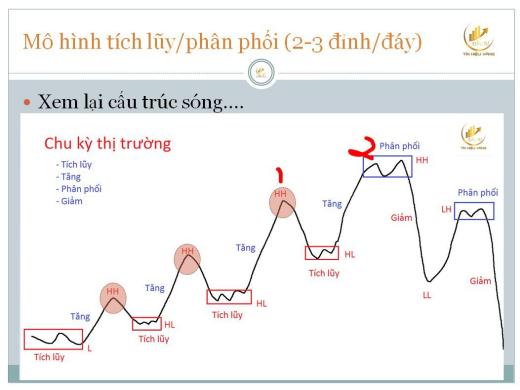 Mô hình tích lũy/phân phối (2-3 đỉnh/đáy)
TÍN HIỆU VÀNG
Xem lại cấu trúc sóng....
Chu kỳ thị trường
- Tích lũy
- Tăng
- Phân phối
- Giảm
TÍN HIỆU VÀNG
1
2
Phân phối
HH
Phân phối
HH
Tăng
LH
Giảm
HH
Tăng
HL
Tích lũy
Giảm
HH
Tăng
LL
HL
Tăng
Tích lũy
HL
Tích lũy
L
Tích lũy